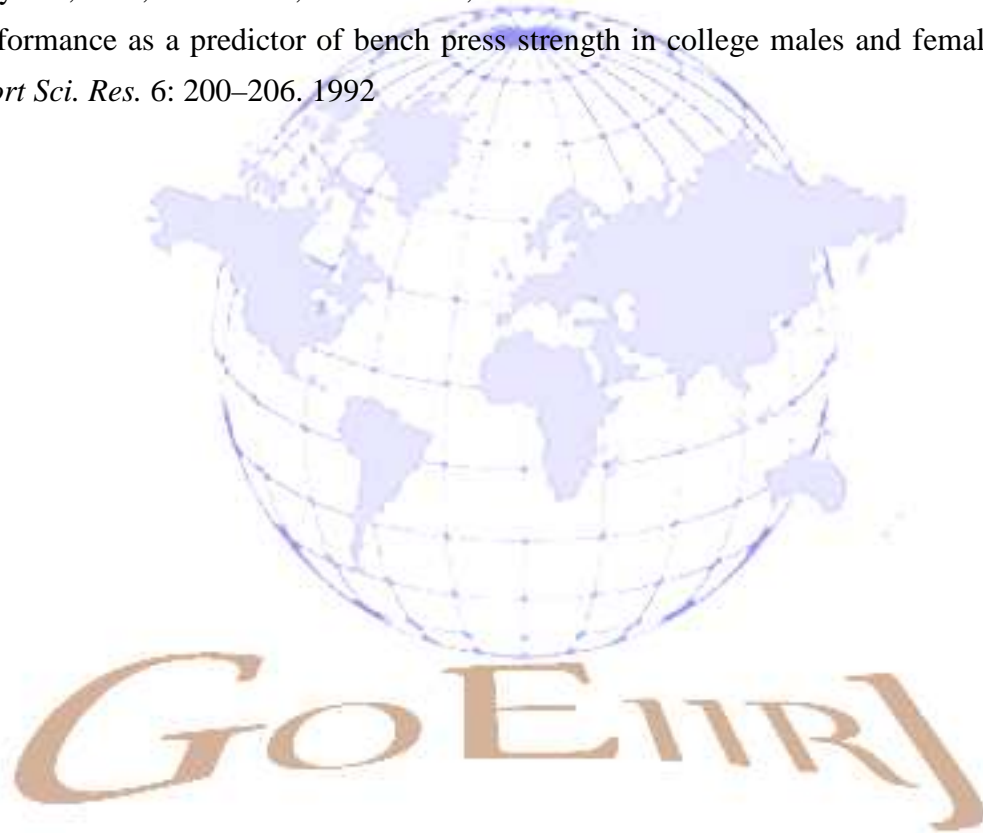 formance as a predictor of bench press strength in college males and femal
ort Sci. Res. 6: 200–206. 1992
GOEIIRJ